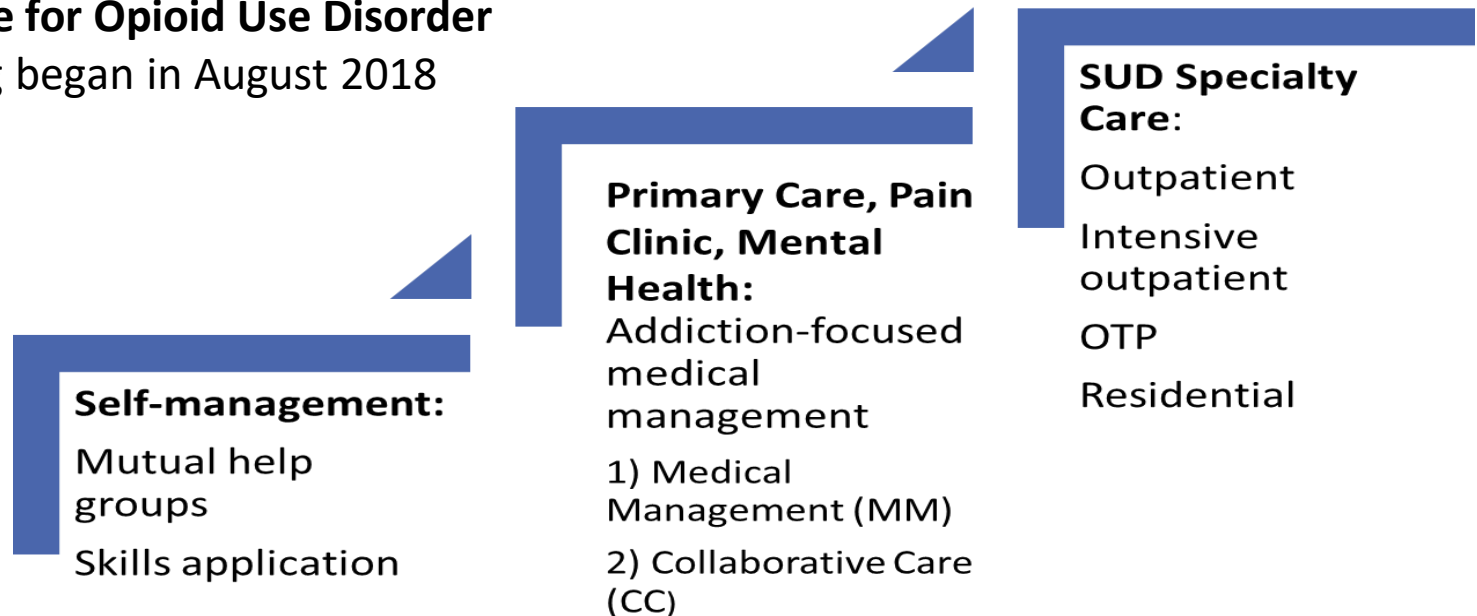 e for Opioid Use Disorder
g began in August 2018
Self-management:
Mutual help
groups
Skills application
Primary Care, Pain
Clinic, Mental
Health:
Addiction-focused
medical
management
1) Medical
Management (MM)
2) Collaborative Care
(CC)
SUD Specialty
Care:
Outpatient
Intensive
outpatient
OTP
Residential